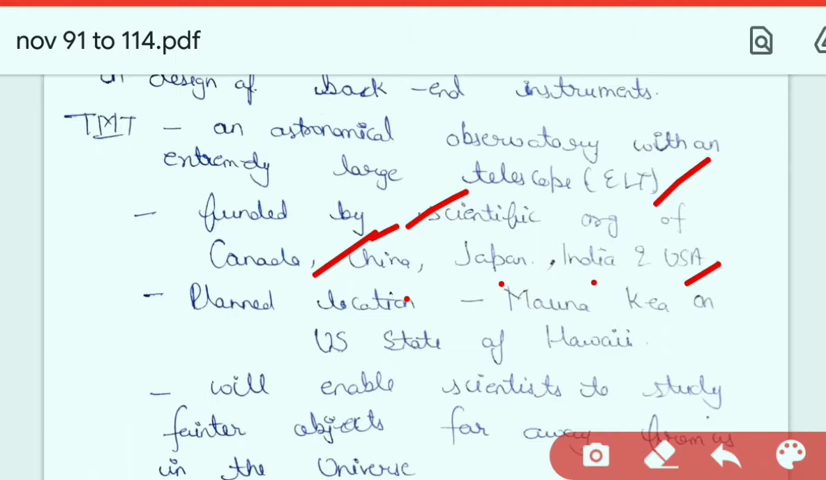 nov 91 to 114.pdf
in design of back-end instruments.
TMT - an astronomical observatory with an
entremely large telescope (ELT)
- funded by scientific org of
Canada, China, Japan, India & USA
- Planned location - Mauna Kea on
US State of Hawaii.
- will enable scientists to study
fainter objects far away from us
in the Universe